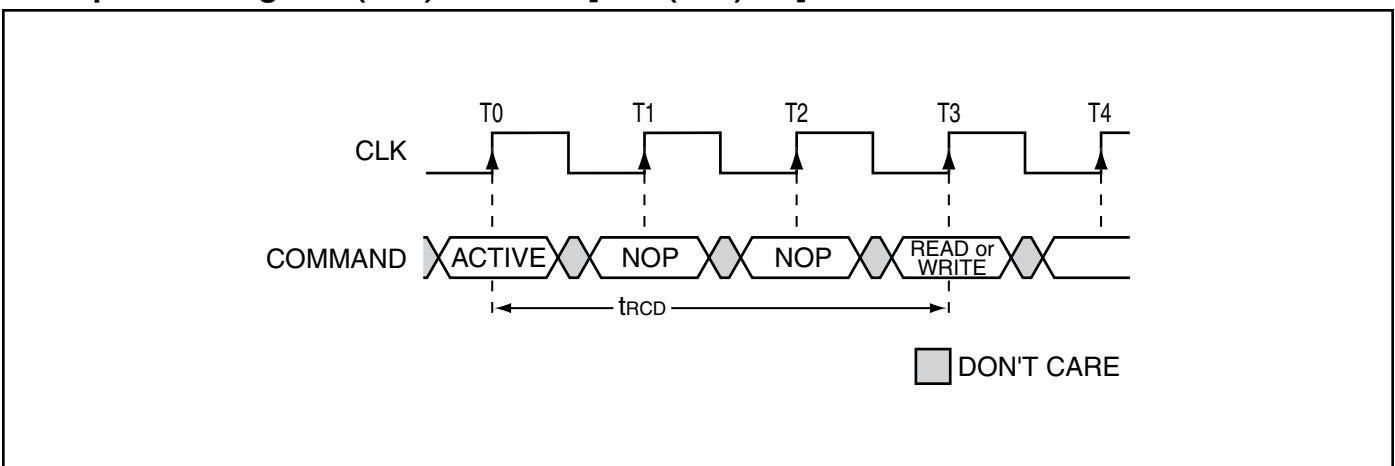 T0 T1 T2 T3 T4
CLK
COMMAND ACTIVE NOP NOP READ or
WRITE
tRCD
DON'T CARE